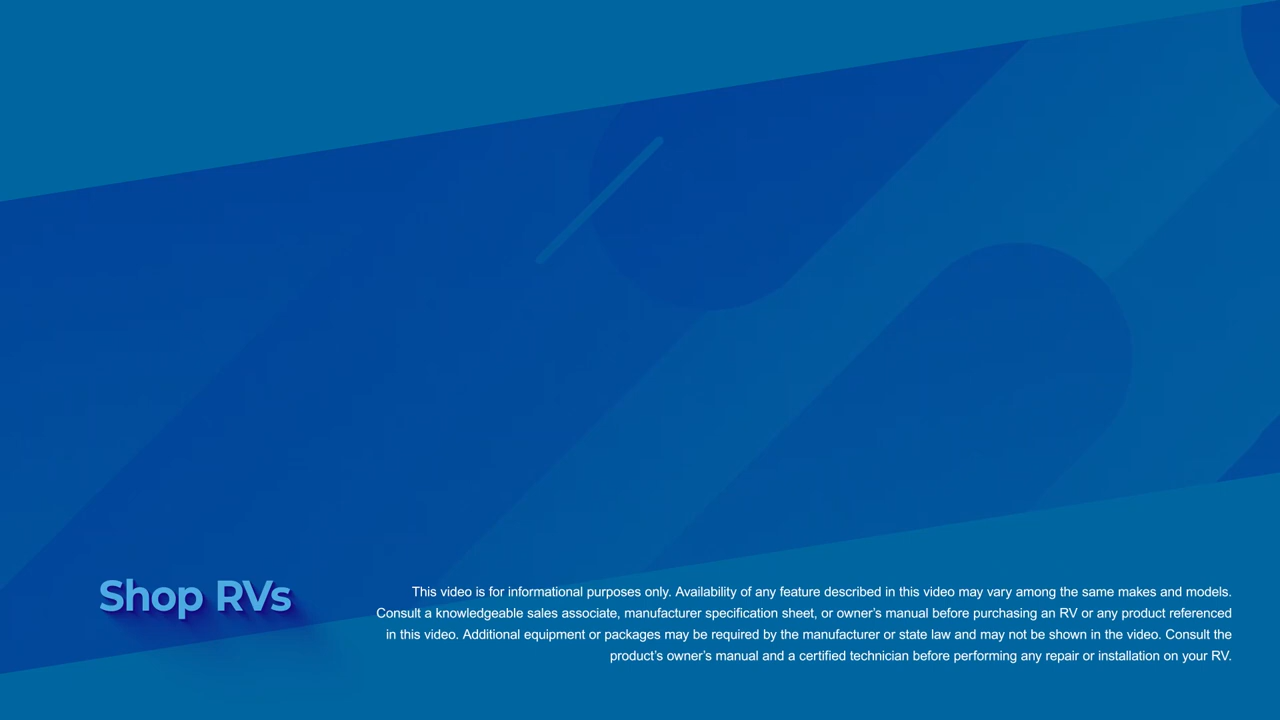 Shop RVs
This video is for informational purposes only. Availability of any feature described in this video may vary among the same makes and models.
Consult a knowledgeable sales associate, manufacturer specification sheet, or owner’s manual before purchasing an RV or any product referenced
in this video. Additional equipment or packages may be required by the manufacturer or state law and may not be shown in the video. Consult the
product’s owner’s manual and a certified technician before performing any repair or installation on your RV.